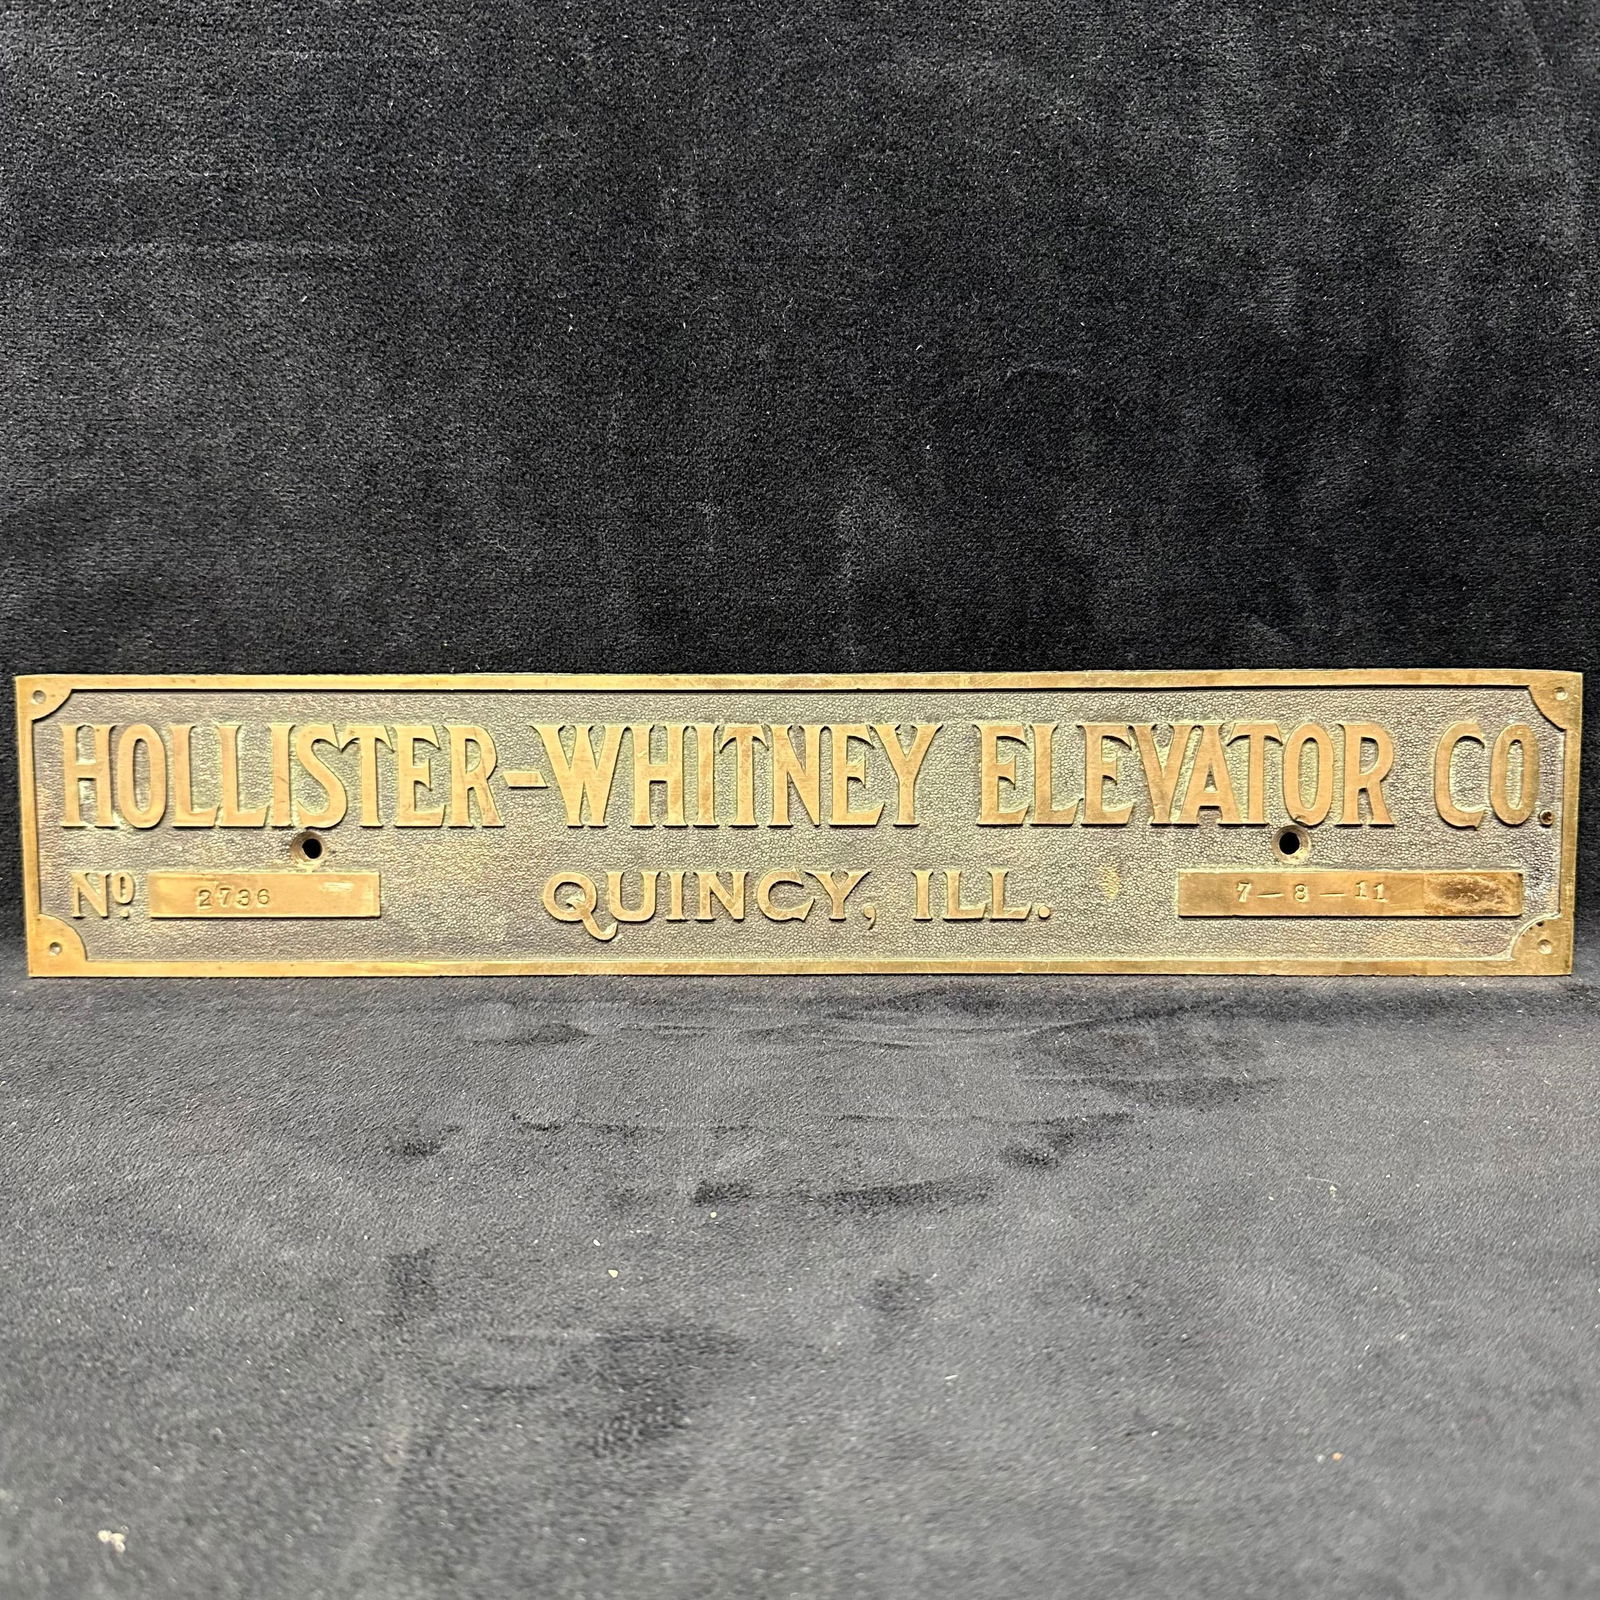 HOLLISTER-WHITNEY ELEVATOR CO.
Nº. 2736 QUINCY, ILL. 7-8-11